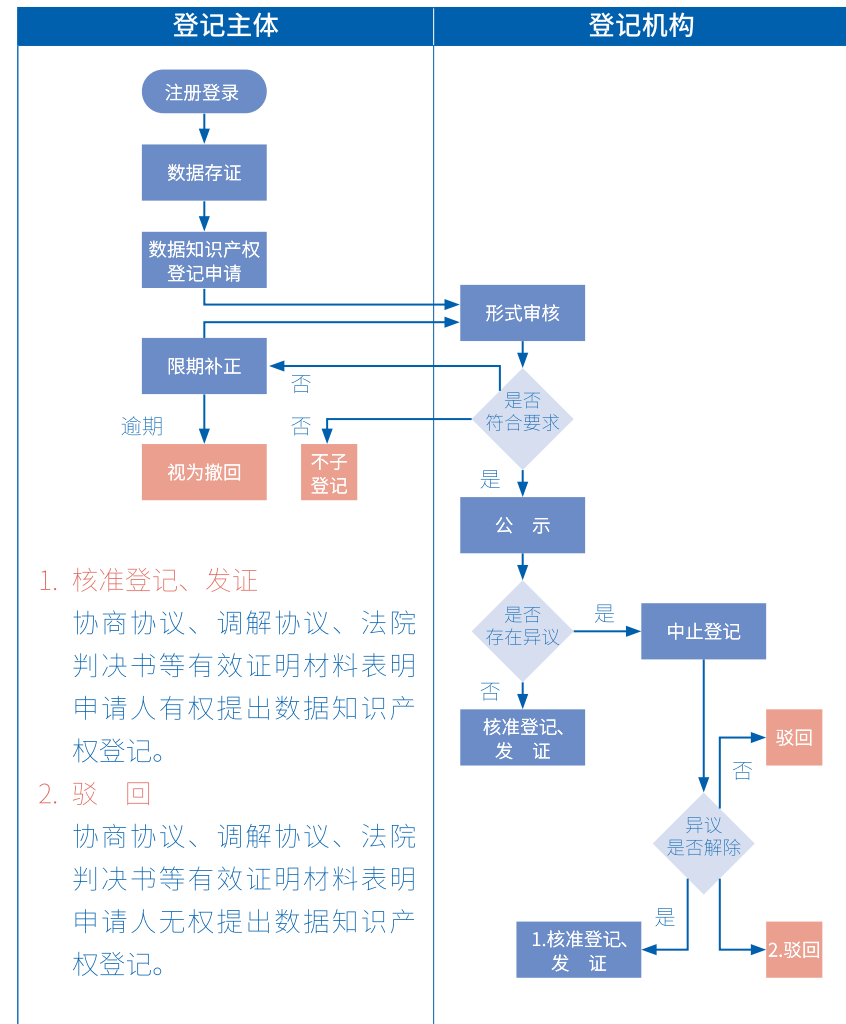 登记主体
登记机构
注册登录
数据存证
数据知识产权
登记申请
形式审核
限期补正
否
是否
符合要求
逾期
否
视为撤回
不子
登记
是
公 示
是否
存在异议
是
中止登记
否
核准登记、
发 证
驳回
否
异议
是否解除
是
1.核准登记、
发 证
2.驳回
1. 核准登记、发证
协商协议、调解协议、法院
判决书等有效证明材料表明
申请人有权提出数据知识产
权登记。
2. 驳 回
协商协议、调解协议、法院
判决书等有效证明材料表明
申请人无权提出数据知识产
权登记。